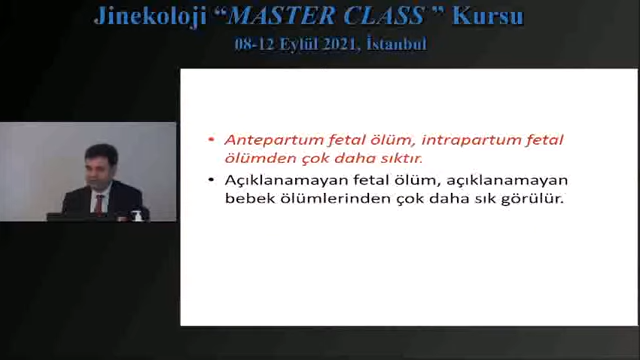 Jinekoloji “MASTER CLASS” Kursu
08-12 Eylül 2021, İstanbul
• Antepartum fetal ölüm, intrapartum fetal
ölümden çok daha sıktır.
• Açıklanamayan fetal ölüm, açıklanamayan
bebek ölümlerinden çok daha sık görülür.